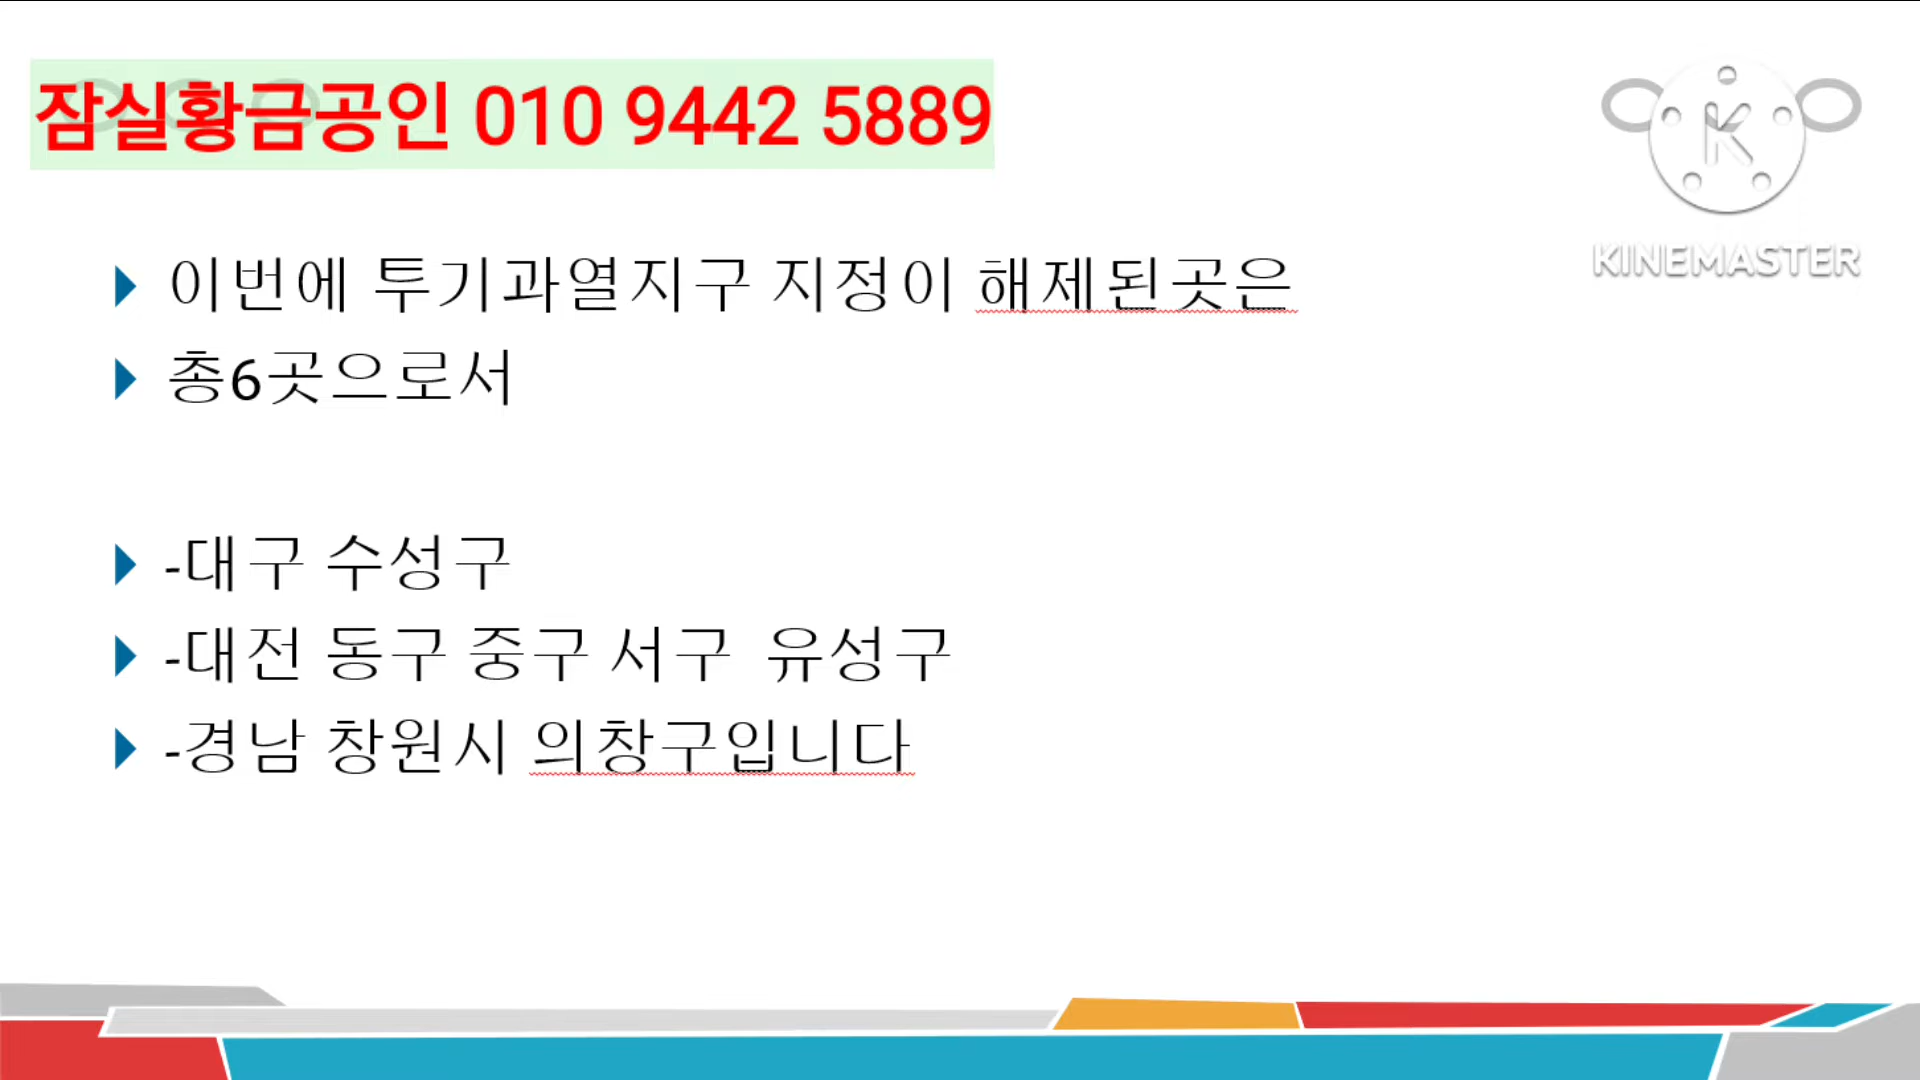 잠실황금공인 010 9442 5889
K
KINEMASTER
이번에 투기과열지구 지정이 해제된곳은
총6곳으로서
-대구 수성구
-대전 동구 중구 서구  유성구
-경남 창원시 의창구입니다